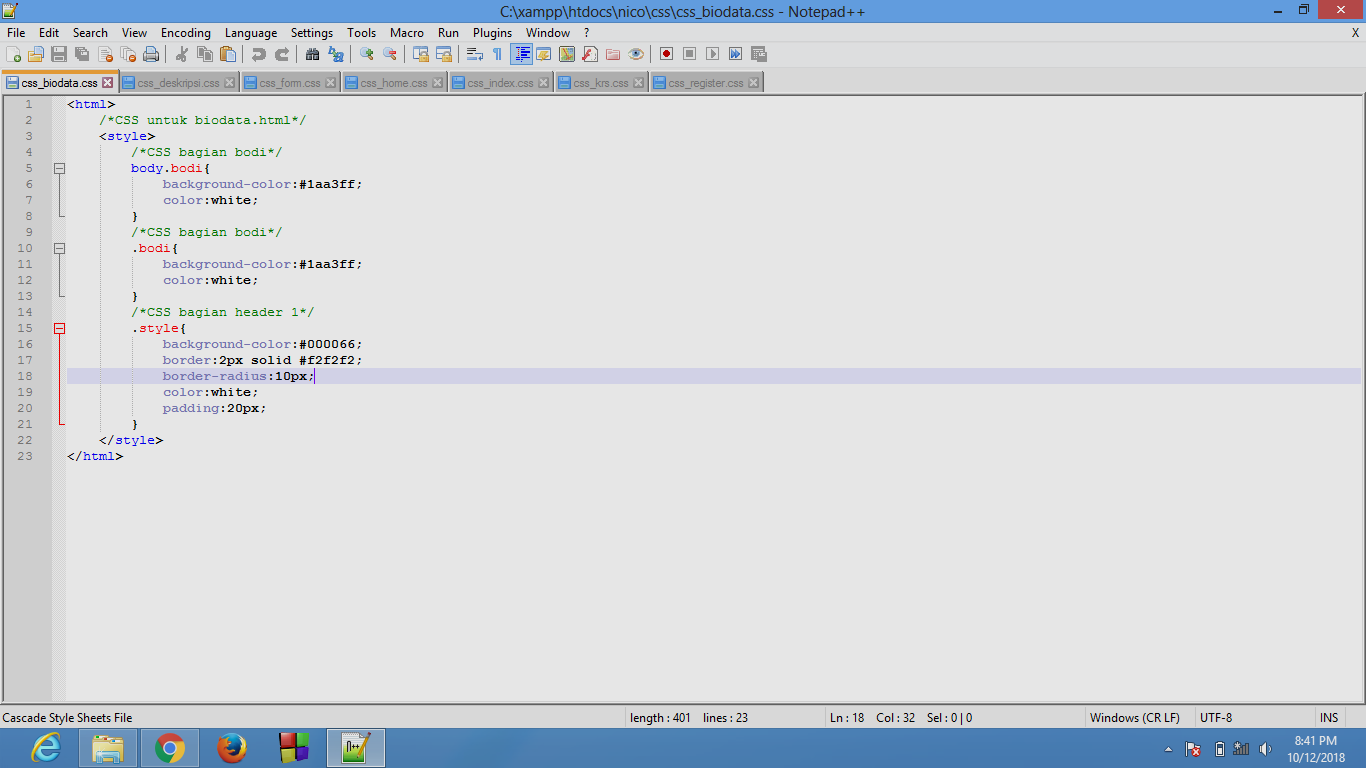 C:\xampp\htdocs\nico\css\css_biodata.css - Notepad++
File Edit Search View Encoding Language Settings Tools Macro Run Plugins Window ? X
css_biodata.css css_deskripsi.css css_form.css css_home.css css_index.css css_krs.css css_register.css
1 <html>
2 /*CSS untuk biodata.html*/
3 <style>
4 /*CSS bagian bodi*/
5 body.bodi{
6 background-color:#1aa3ff;
7 color:white;
8 }
9 /*CSS bagian bodi*/
10 .bodi{
11 background-color:#1aa3ff;
12 color:white;
13 }
14 /*CSS bagian header 1*/
15 .style{
16 background-color:#000066;
17 border:2px solid #f2f2f2;
18 border-radius:10px;
19 color:white;
20 padding:20px;
21 }
22 </style>
23 </html>
Cascade Style Sheets File length : 401 lines : 23 Ln : 18 Col : 32 Sel : 0 | 0 Windows (CR LF) UTF-8 INS
8:41 PM
10/12/2018